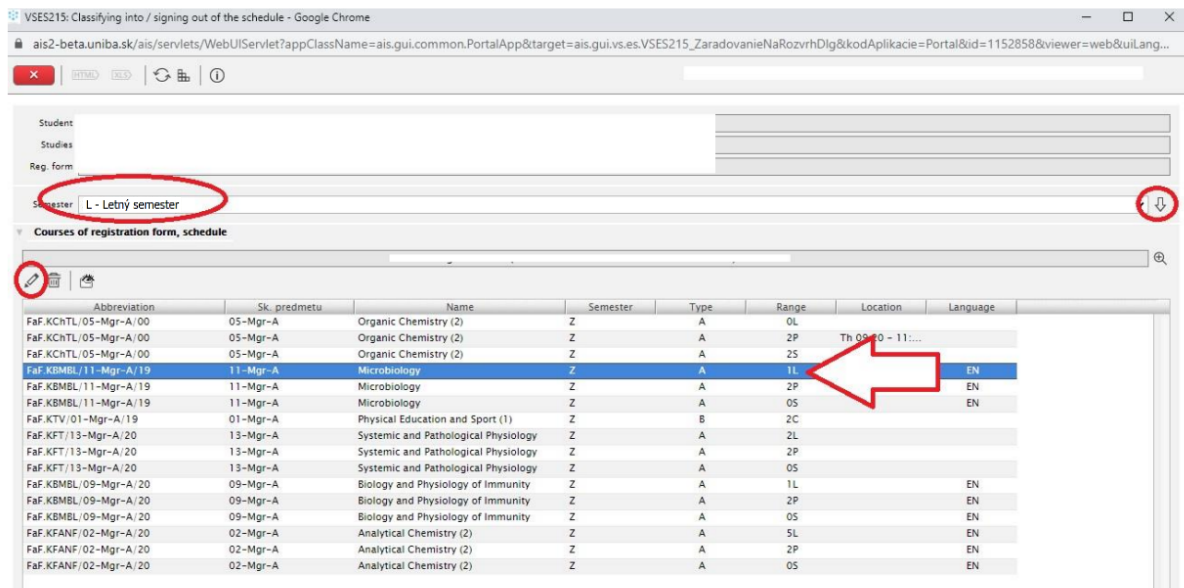 VSES215: Classifying into / signing out of the schedule - Google Chrome
ais2-beta.uniba.sk/ais/servlets/WebUIServlet?appClassName=ais.gui.common.PortalApp&target=ais.gui.vs.es.VSES215_ZaradovanieNaRozvrhDlg&kodAplikacie=Portal&id=1152858&viewer=web&uiLang...
HTML XLS
Student
Studies
Reg. form
Semester L - Letný semester
Courses of registration form, schedule
Abbreviation Sk. predmetu Name Semester Type Range Location Language
FaF.KChTL/05-Mgr-A/00 05-Mgr-A Organic Chemistry (2) Z A 0L
FaF.KChTL/05-Mgr-A/00 05-Mgr-A Organic Chemistry (2) Z A 2P Th 09:20 - 11:...
FaF.KChTL/05-Mgr-A/00 05-Mgr-A Organic Chemistry (2) Z A 2S
FaF.KBMBL/11-Mgr-A/19 11-Mgr-A Microbiology Z A 1L EN
FaF.KBMBL/11-Mgr-A/19 11-Mgr-A Microbiology Z A 2P EN
FaF.KBMBL/11-Mgr-A/19 11-Mgr-A Microbiology Z A 0S EN
FaF.KTV/01-Mgr-A/19 01-Mgr-A Physical Education and Sport (1) Z B 2C
FaF.KFT/13-Mgr-A/20 13-Mgr-A Systemic and Pathological Physiology Z A 2L
FaF.KFT/13-Mgr-A/20 13-Mgr-A Systemic and Pathological Physiology Z A 2P
FaF.KFT/13-Mgr-A/20 13-Mgr-A Systemic and Pathological Physiology Z A 0S
FaF.KBMBL/09-Mgr-A/20 09-Mgr-A Biology and Physiology of Immunity Z A 1L EN
FaF.KBMBL/09-Mgr-A/20 09-Mgr-A Biology and Physiology of Immunity Z A 2P EN
FaF.KBMBL/09-Mgr-A/20 09-Mgr-A Biology and Physiology of Immunity Z A 0S EN
FaF.KFANF/02-Mgr-A/20 02-Mgr-A Analytical Chemistry (2) Z A 5L EN
FaF.KFANF/02-Mgr-A/20 02-Mgr-A Analytical Chemistry (2) Z A 2P EN
FaF.KFANF/02-Mgr-A/20 02-Mgr-A Analytical Chemistry (2) Z A 0S EN